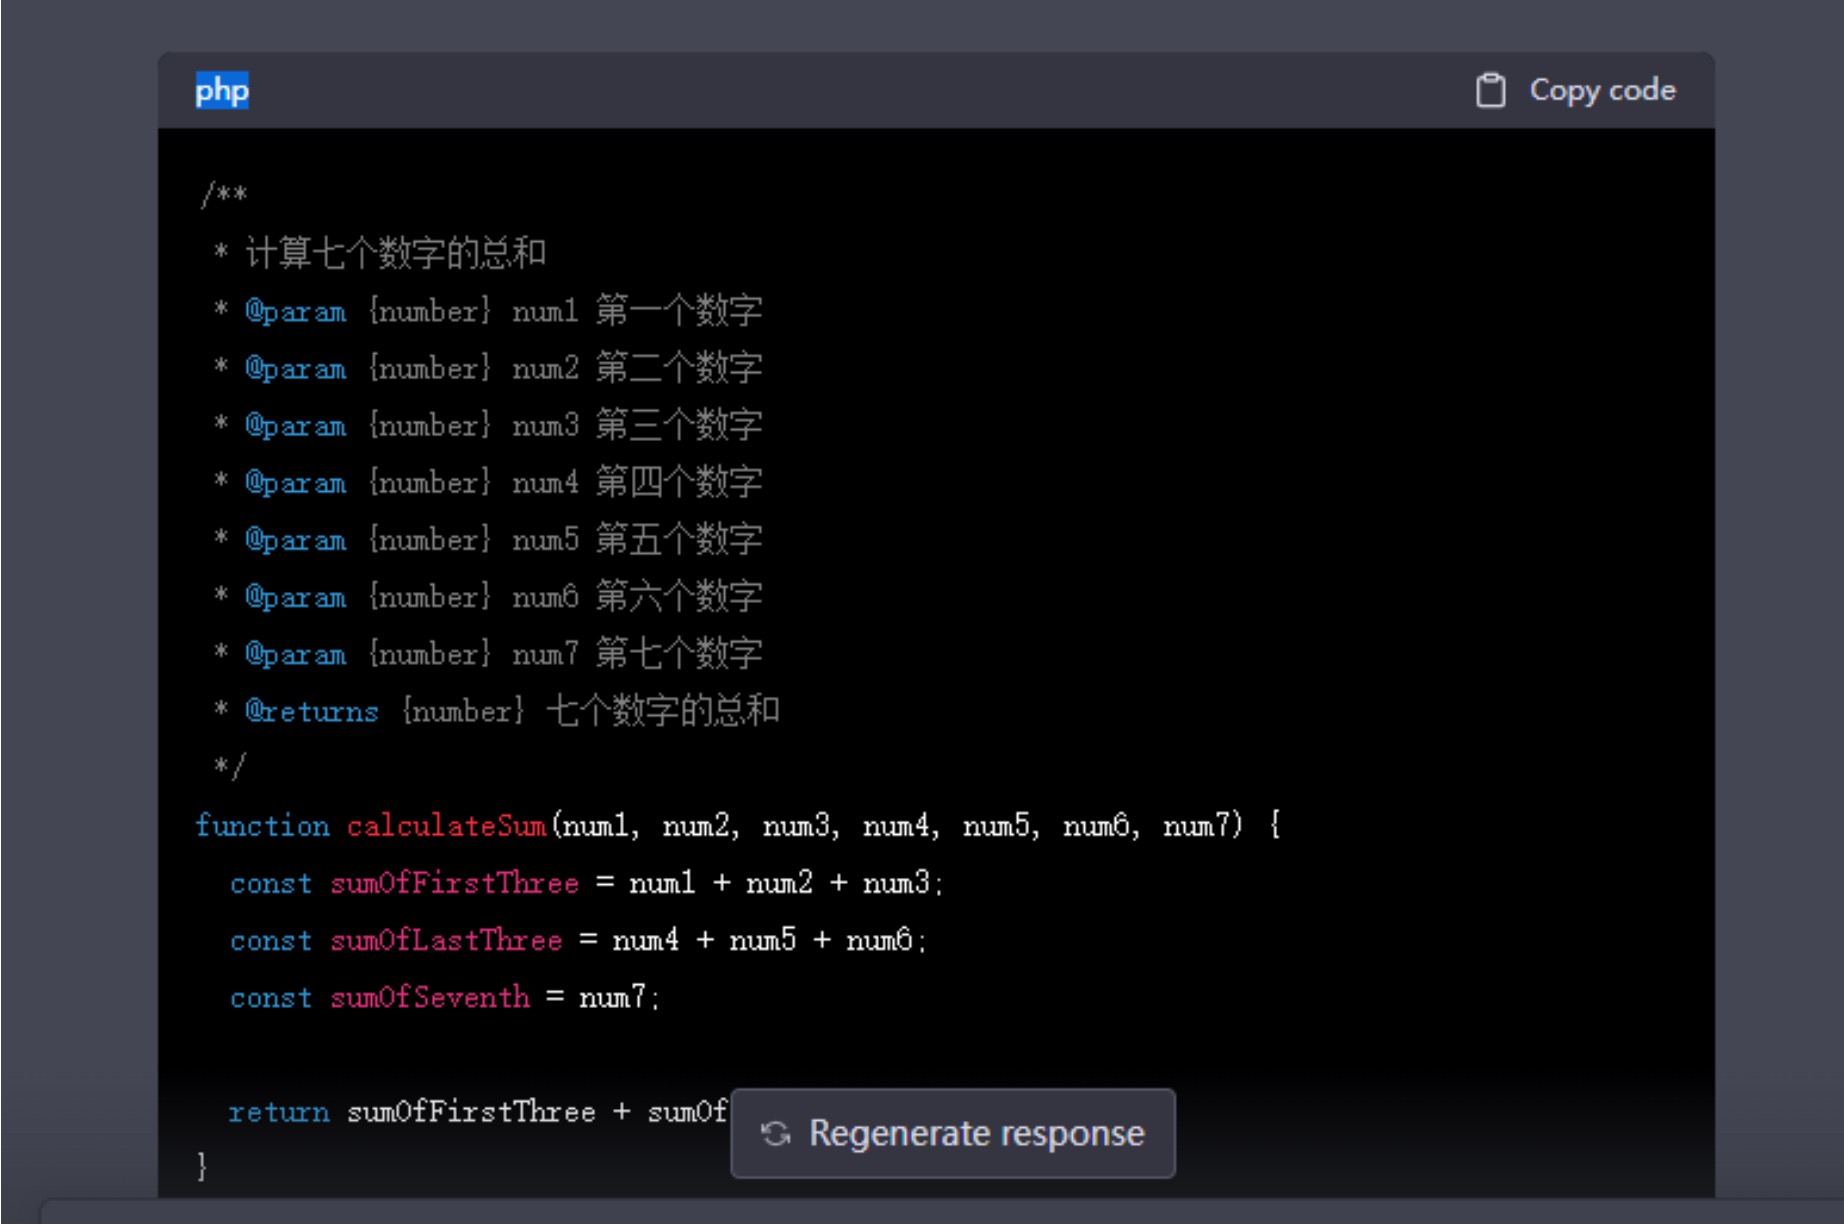 php
Copy code
/**
 * 计算七个数字的总和
 * @param {number} num1 第一个数字
 * @param {number} num2 第二个数字
 * @param {number} num3 第三个数字
 * @param {number} num4 第四个数字
 * @param {number} num5 第五个数字
 * @param {number} num6 第六个数字
 * @param {number} num7 第七个数字
 * @returns {number} 七个数字的总和
 */
function calculateSum(num1, num2, num3, num4, num5, num6, num7) {
  const sumOfFirstThree = num1 + num2 + num3;
  const sumOfLastThree = num4 + num5 + num6;
  const sumOfSeventh = num7;
  return sumOfFirstThree + sumOf
Regenerate response
}